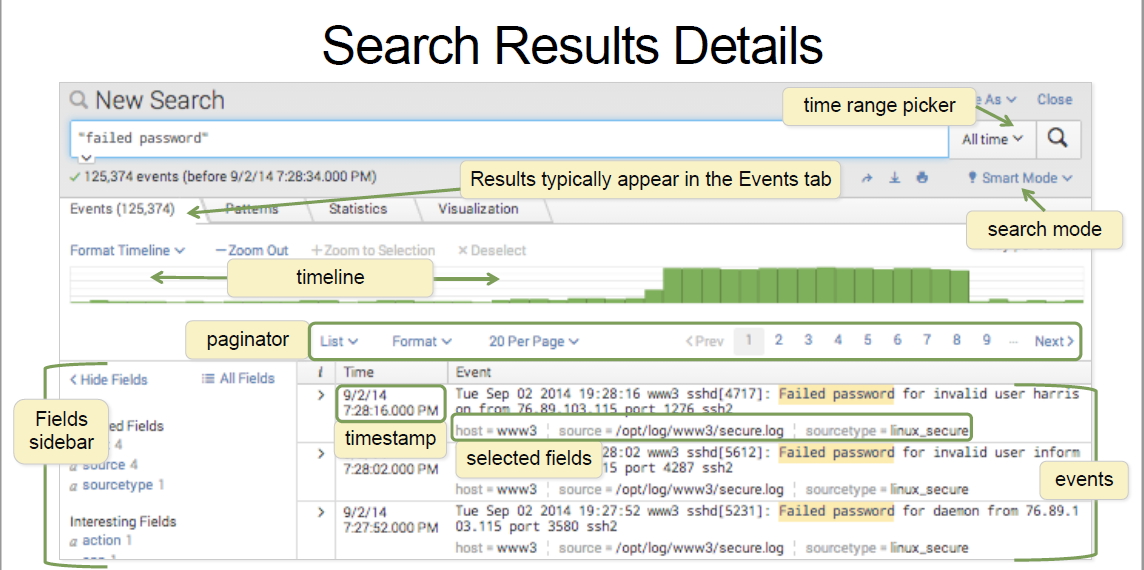 Search Results Details
New Search
time range picker
e As
Close
"failed password"
All time
125,374 events (before 9/2/14 7:28:34.000 PM)
Results typically appear in the Events tab
Smart Mode
Events (125,374)
Patterns
Statistics
Visualization
search mode
Format Timeline
—Zoom Out
+Zoom to Selection
×Deselect
timeline
paginator
List
Format
20 Per Page
<Prev
1 2 3 4 5 6 7 8 9 ...
Next>
<Hide Fields
All Fields
i
Time
Event
Fields
sidebar
ed Fields
4
a source 4
a sourcetype 1
Interesting Fields
a action 1
> 9/2/14
7:28:16.000 PM
timestamp
Tue Sep 02 2014 19:28:16 www3 sshd[4717]: Failed password for invalid user harris
on from 76.89.103.115 port 1276 ssh2
host = www3 ¦ source = /opt/log/www3/secure.log ¦ sourcetype = linux_secure
selected fields
>
7:28:02.000 PM
28:02 www3 sshd[5612]: Failed password for invalid user inform
15 port 4287 ssh2
host = www3 ¦ source = /opt/log/www3/secure.log ¦ sourcetype = linux_secure
events
> 9/2/14
7:27:52.000 PM
Tue Sep 02 2014 19:27:52 www3 sshd[5231]: Failed password for daemon from 76.89.1
03.115 port 3580 ssh2
host = www3 ¦ source = /opt/log/www3/secure.log ¦ sourcetype = linux_secure